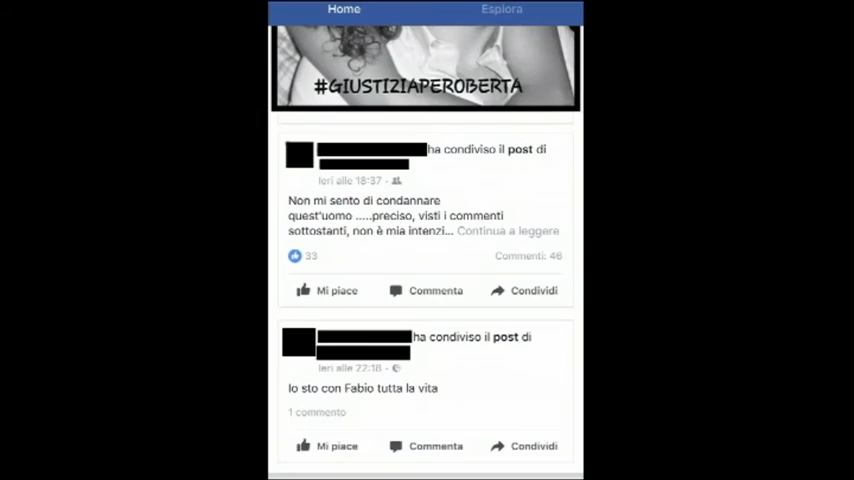 Home Esplora
#GIUSTIZIAPEROBERTA
ha condiviso il post di
Ieri alle 18:37 ·
Non mi sento di condannare
quest'uomo .....preciso, visti i commenti
sottostanti, non è mia intenzi... Continua a leggere
33 Commenti: 46
Mi piace Commenta Condividi
ha condiviso il post di
Ieri alle 22:18 ·
Io sto con Fabio tutta la vita
1 commento
Mi piace Commenta Condividi